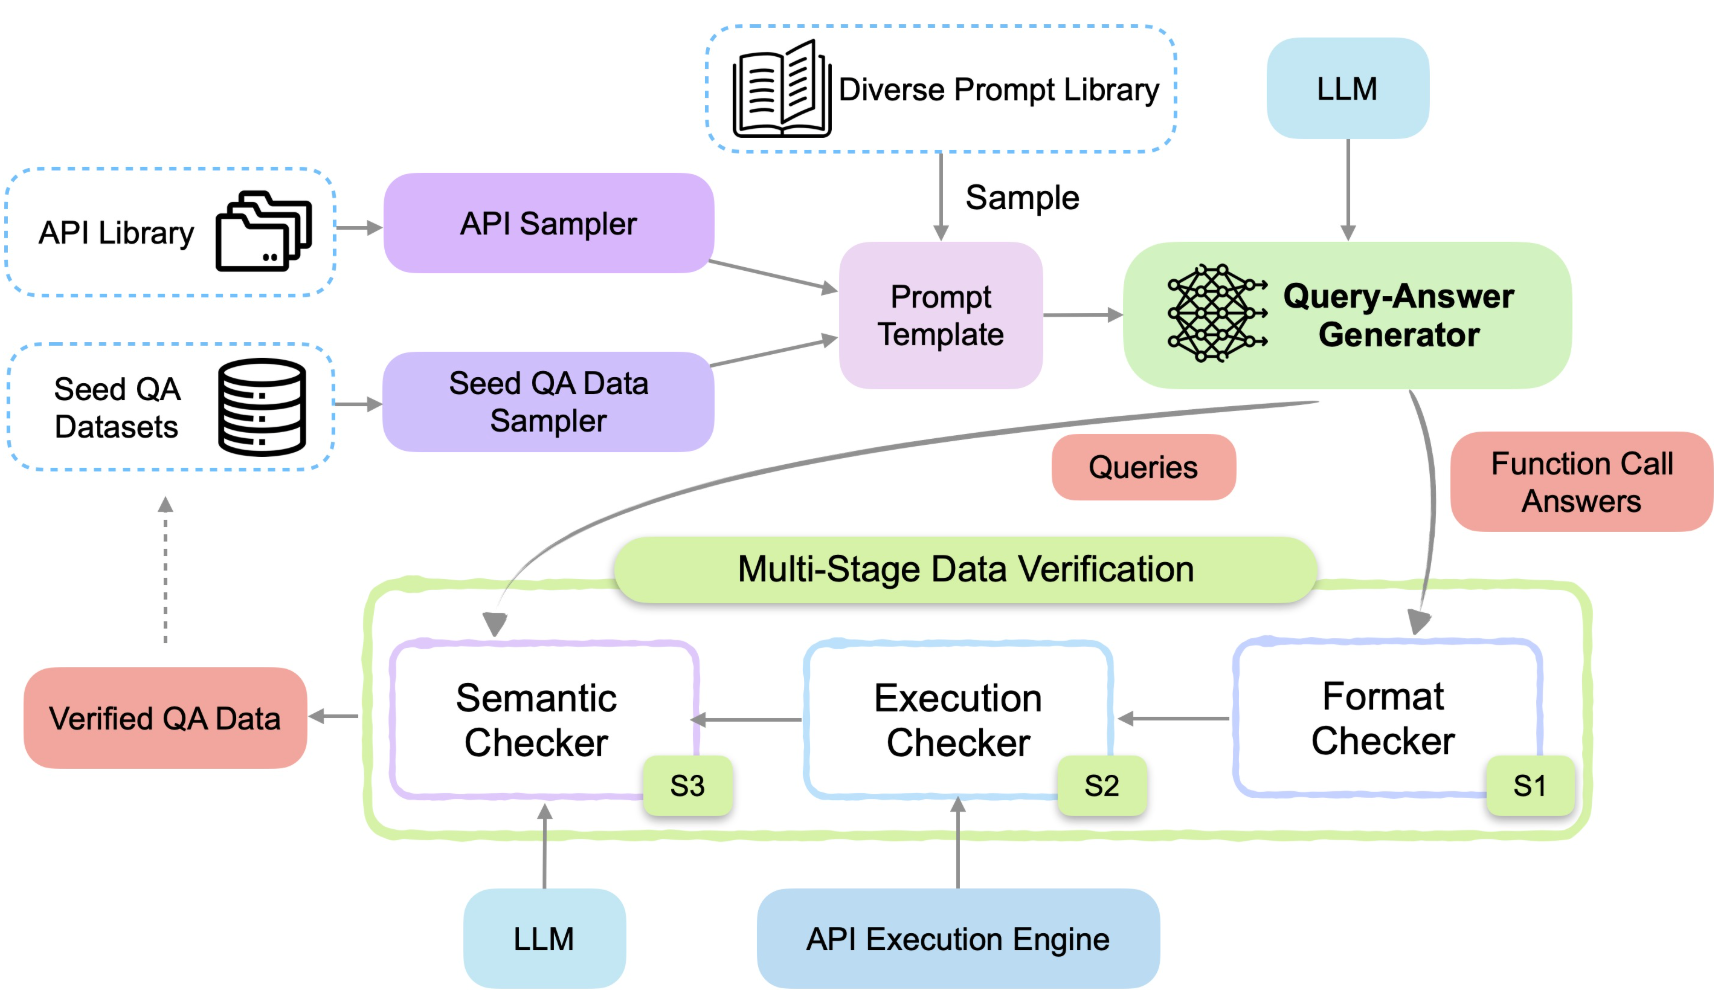 Diverse Prompt Library
LLM
API Library
API Sampler
Sample
Prompt
Template
Query-Answer
Generator
Seed QA
Datasets
Seed QA Data
Sampler
Queries
Function Call
Answers
Multi-Stage Data Verification
Verified QA Data
Semantic
Checker
S3
Execution
Checker
S2
Format
Checker
S1
LLM
API Execution Engine